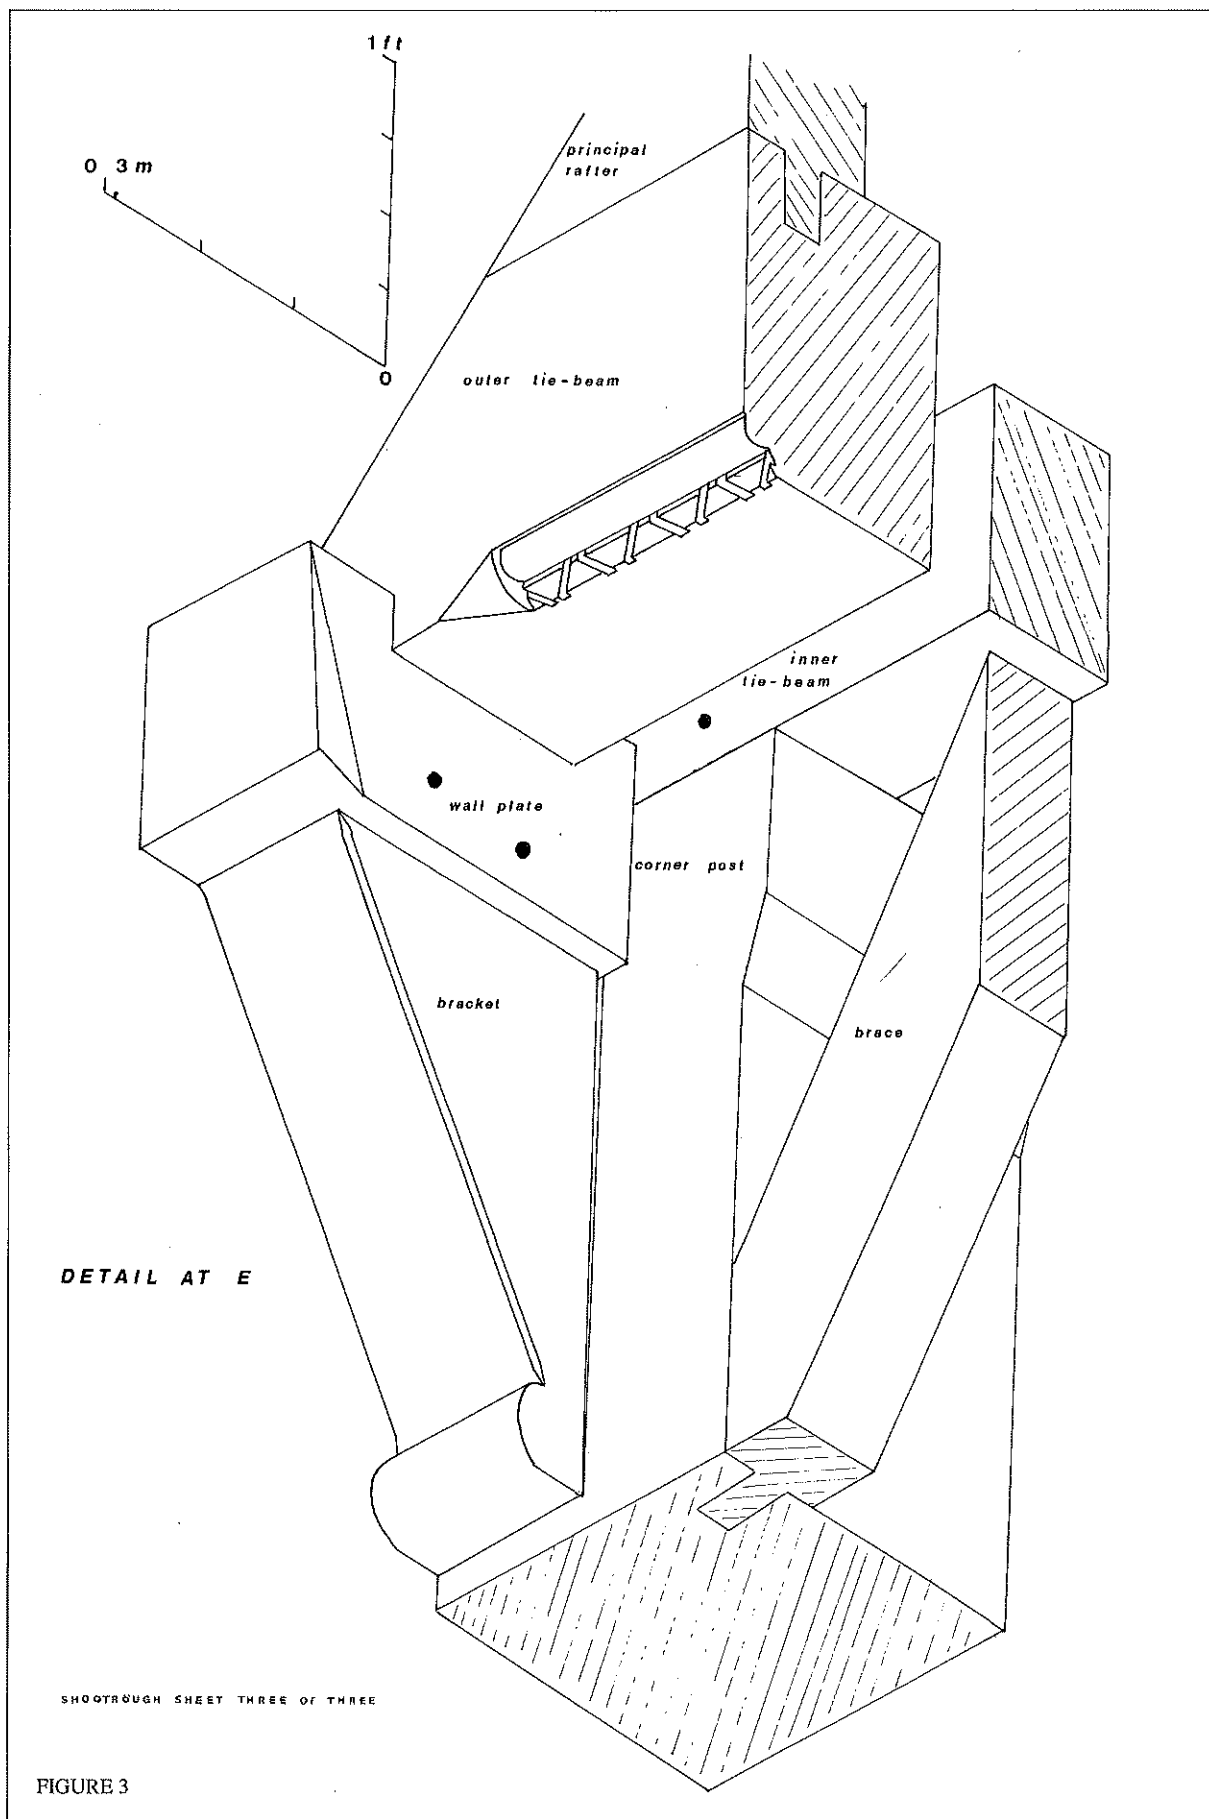 1ft
0 3m
0
principal
rafter
outer tie-beam
inner
tie-beam
wall plate
corner post
bracket
brace
DETAIL AT E
SHOOTROUGH SHEET THREE OF THREE
FIGURE 3